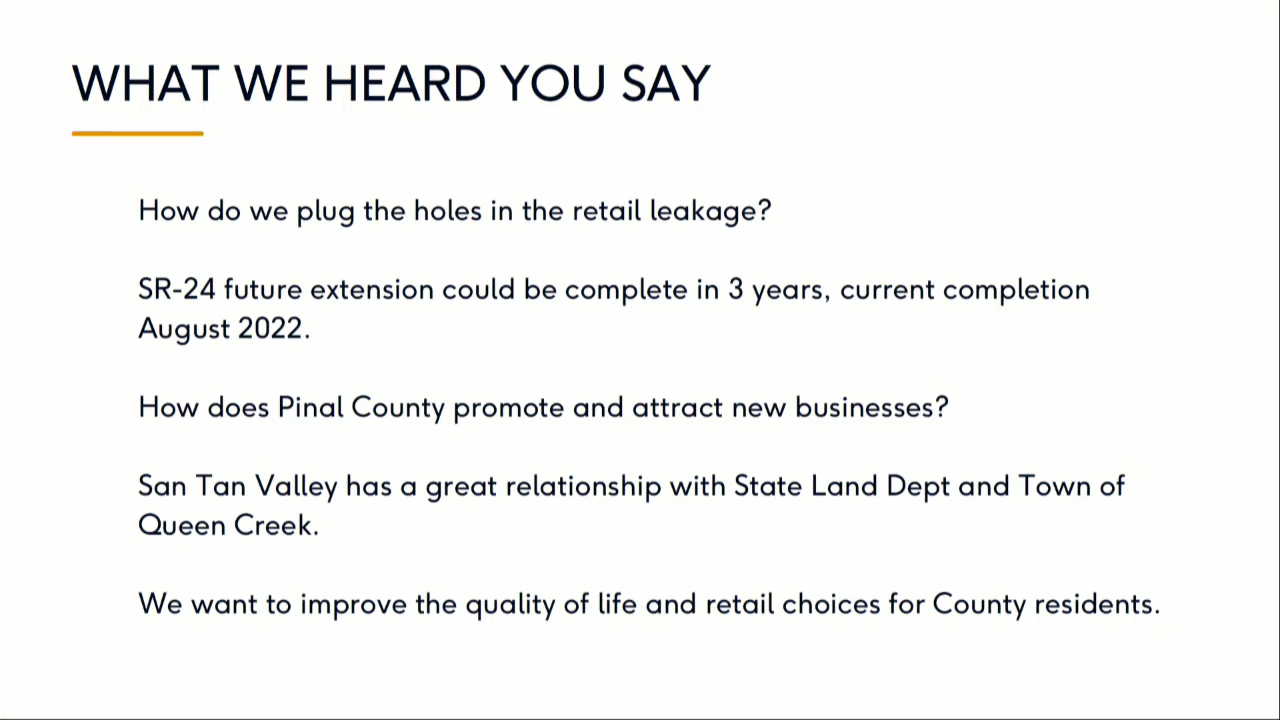 WHAT WE HEARD YOU SAY
How do we plug the holes in the retail leakage?
SR-24 future extension could be complete in 3 years, current completion
August 2022.
How does Pinal County promote and attract new businesses?
San Tan Valley has a great relationship with State Land Dept and Town of
Queen Creek.
We want to improve the quality of life and retail choices for County residents.